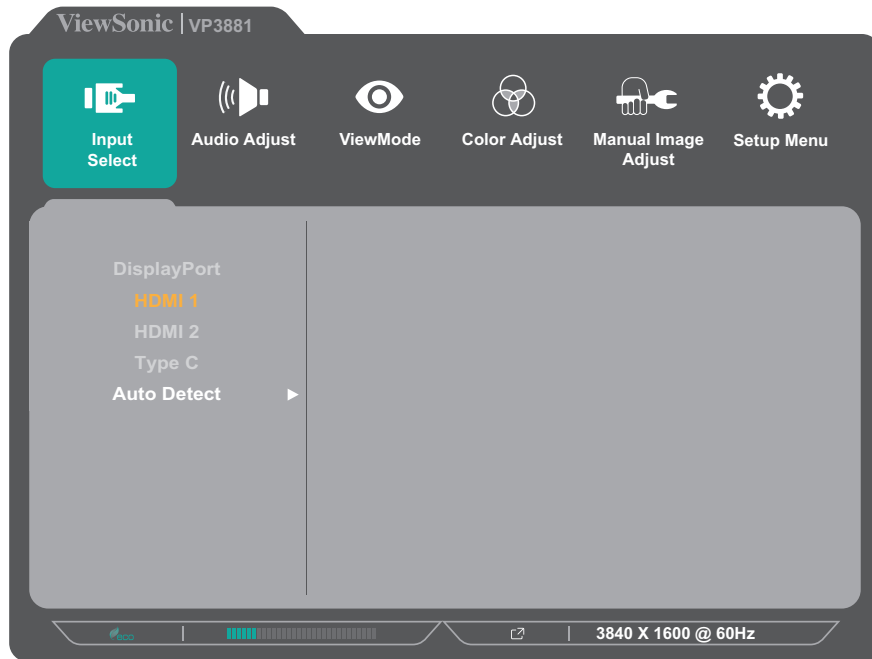 ViewSonic | VP3881
Input
Select
Audio Adjust
ViewMode
Color Adjust
Manual Image
Adjust
Setup Menu
DisplayPort
HDMI 1
HDMI 2
Type C
Auto Detect
eco
3840 X 1600 @ 60Hz